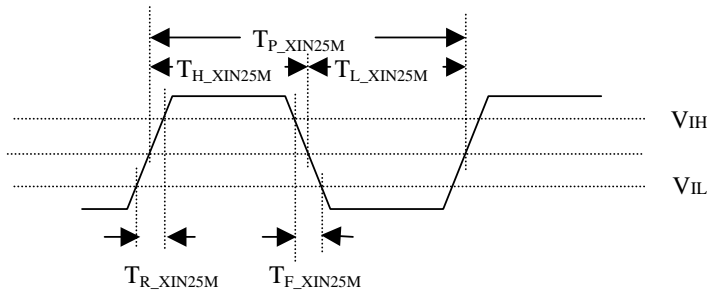 T_P_XIN25M
T_H_XIN25M T_L_XIN25M
VIH
VIL
T_R_XIN25M T_F_XIN25M